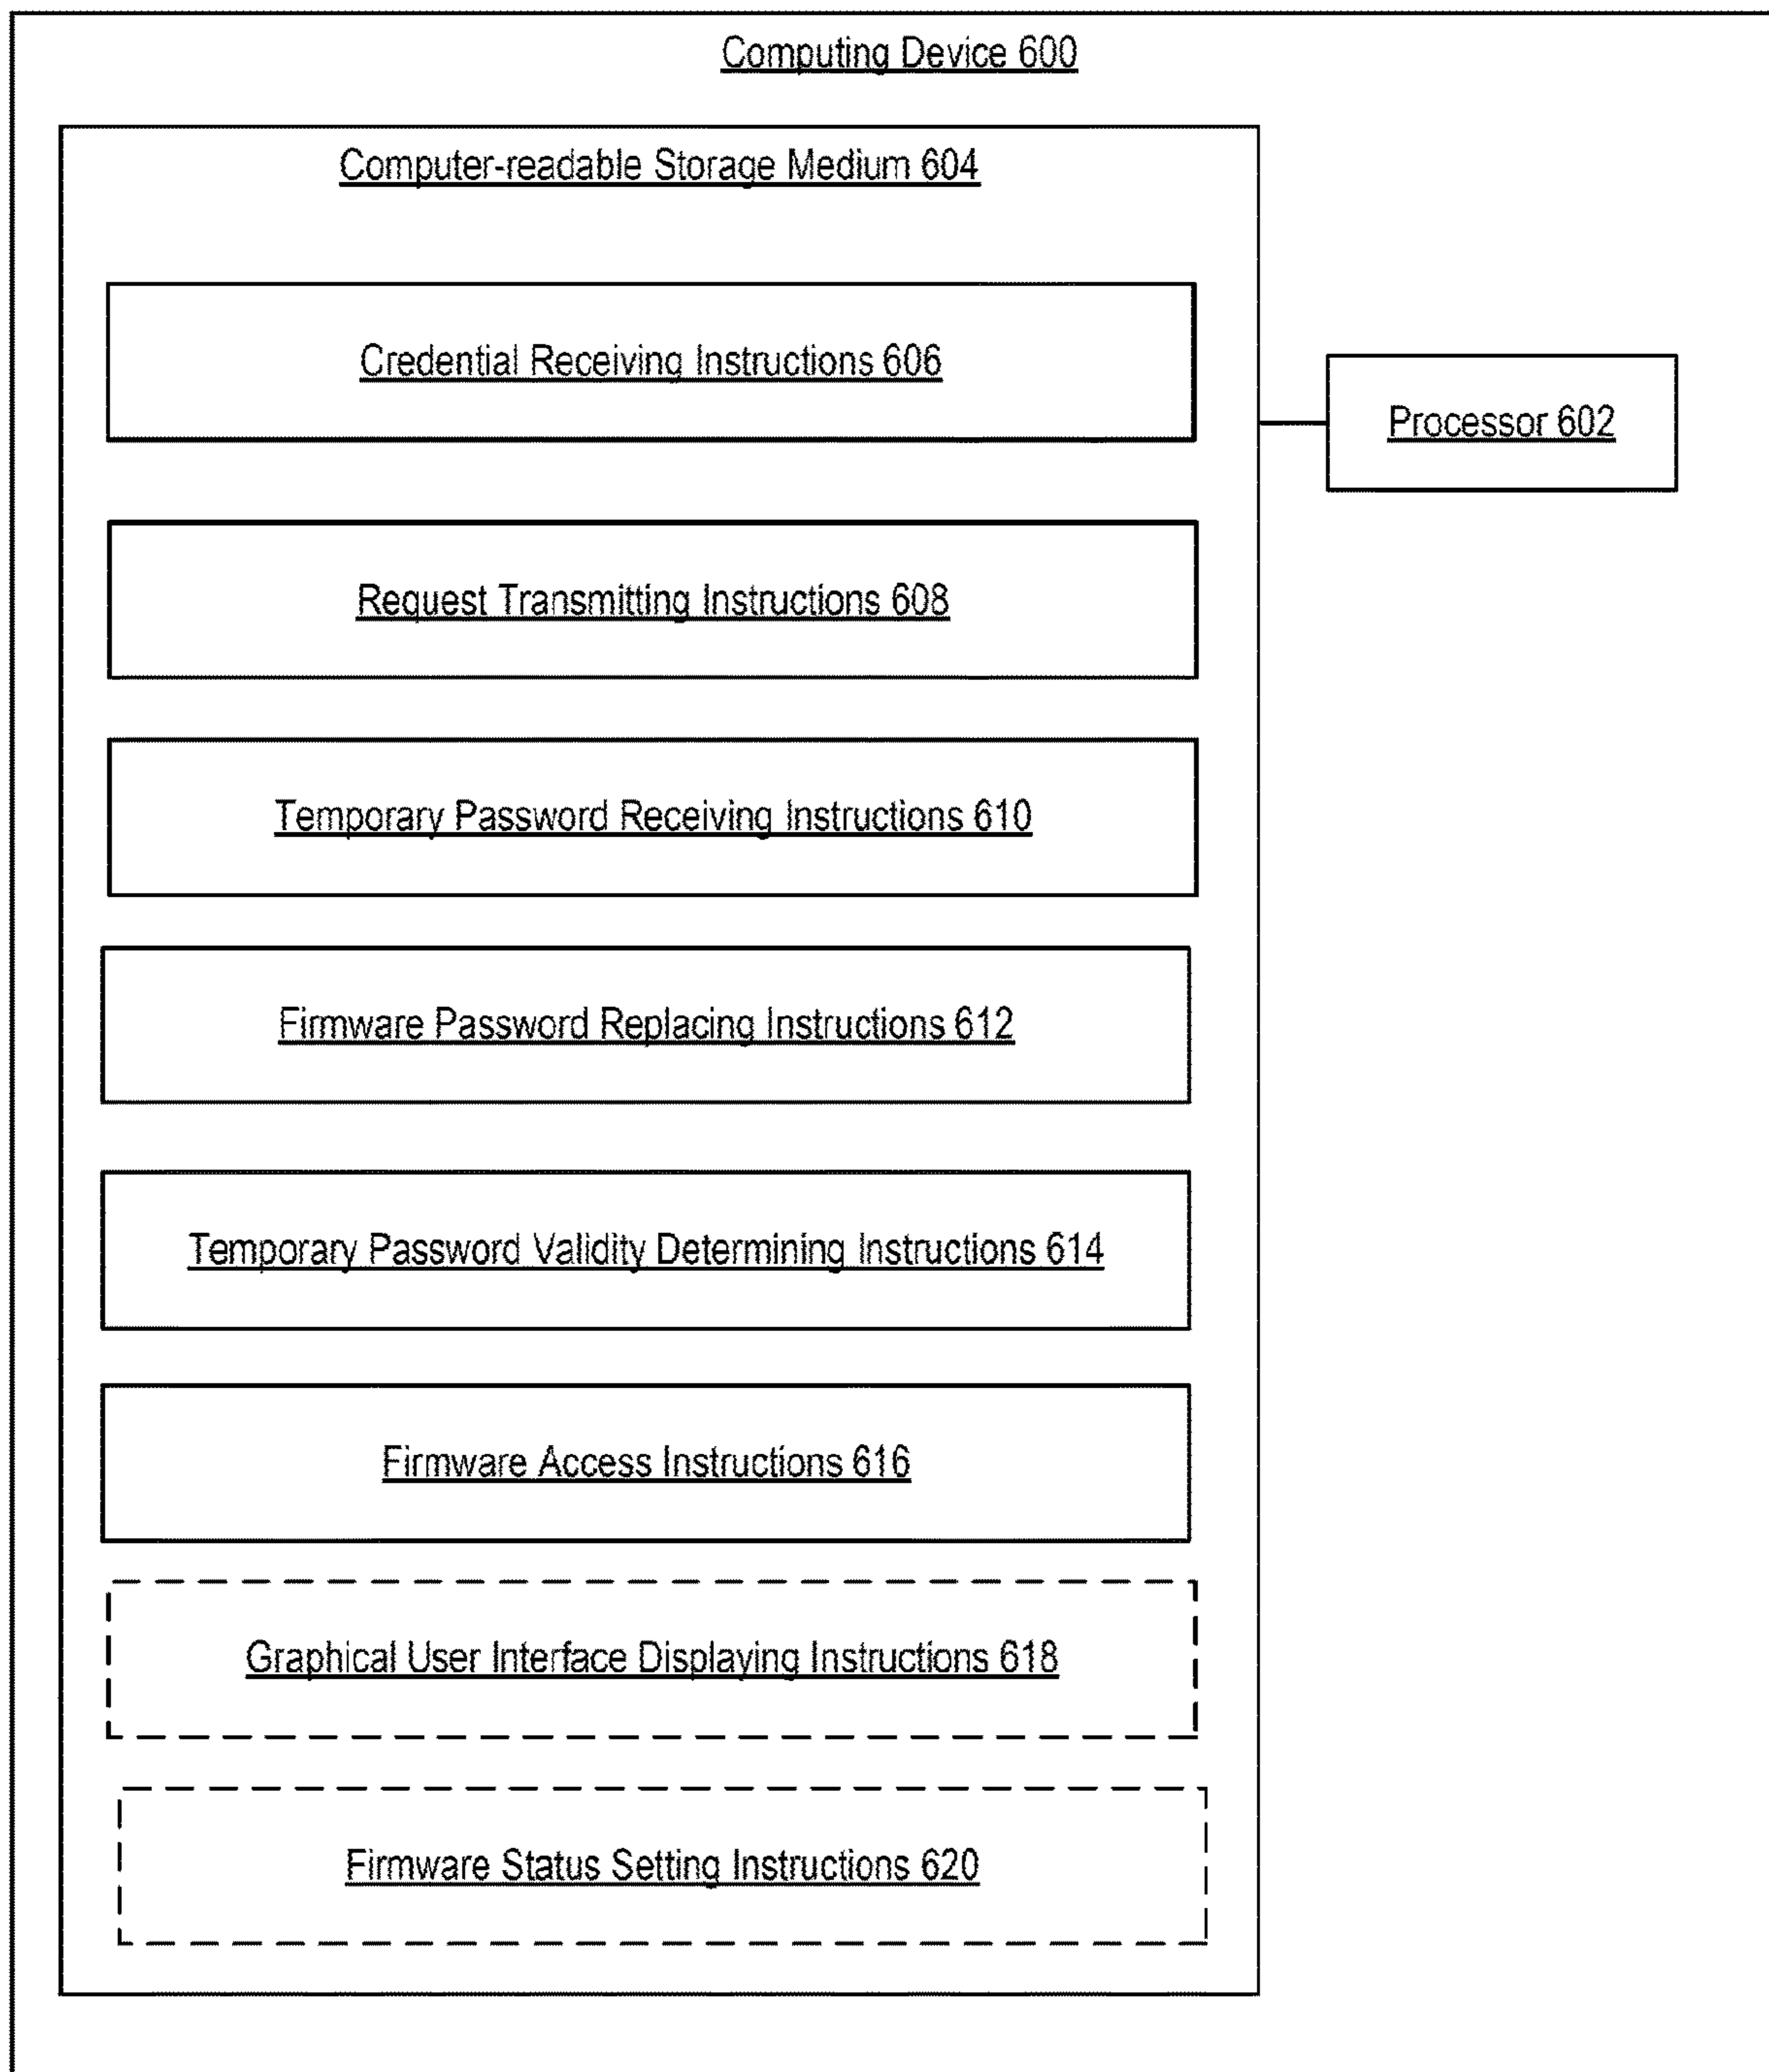 Computing Device 600
Computer-readable Storage Medium 604
Credential Receiving Instructions 606
Processor 602
Request Transmitting Instructions 608
Temporary Password Receiving Instructions 610
Firmware Password Replacing Instructions 612
Temporary Password Validity Determining Instructions 614
Firmware Access Instructions 616
Graphical User Interface Displaying Instructions 618
Firmware Status Setting Instructions 620